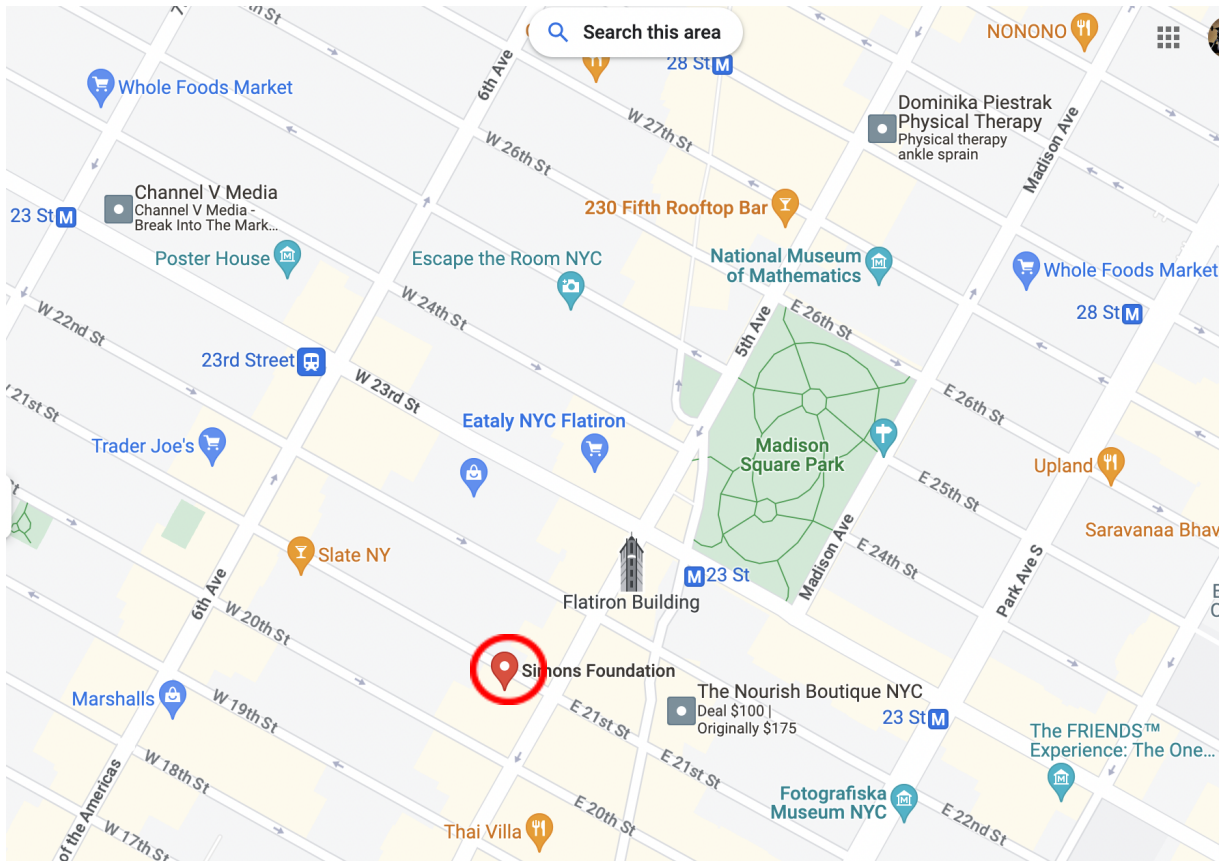 Search this area
NONONO
28 St
M
6th Ave
Whole Foods Market
W 27th St
Dominika Piestrak
Physical Therapy
Physical therapy
ankle sprain
Madison Ave
W 26th St
Channel V Media
Channel V Media -
Break Into The Mark...
23 St
M
230 Fifth Rooftop Bar
Poster House
Escape the Room NYC
National Museum
of Mathematics
Whole Foods Market
28 St
M
W 24th St
E 26th St
5th Ave
W 22nd St
23rd Street
W 23rd St
E 26th St
21st St
Eataly NYC Flatiron
Trader Joe's
Madison
Square Park
Upland
E 25th St
Saravanaa Bhav
Madison Ave
E 24th St
Slate NY
Park Ave S
M
23 St
Flatiron Building
6th Ave
W 20th St
Simons Foundation
Marshalls
W 19th St
The Nourish Boutique NYC
Deal $100 |
Originally $175
E 21st St
23 St
M
The FRIENDS™
Experience: The One...
W 18th St
E 21st St
of the Americas
Fotografiska
Museum NYC
E 20th St
E 22nd St
Thai Villa
W 17th St